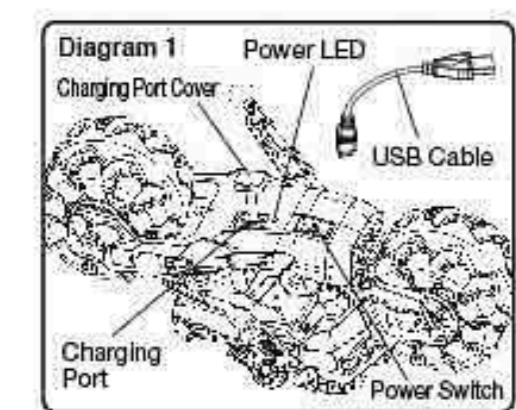 Diagram 1
Power LED
Charging Port Cover
USB Cable
Charging
Port
Power Switch